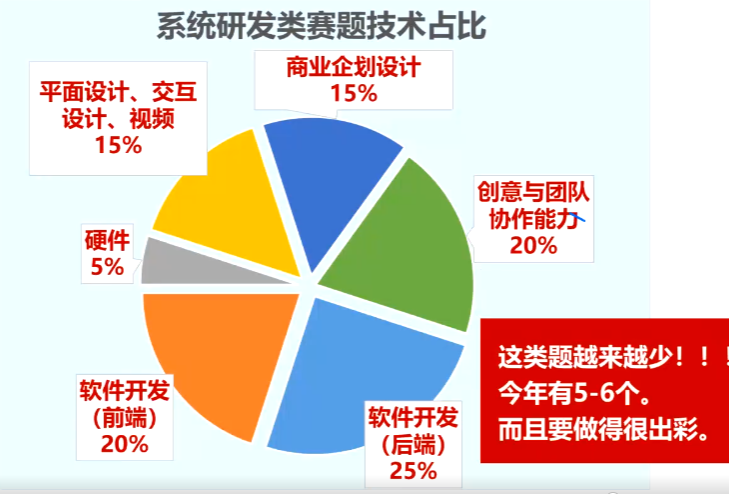 系统研发类赛题技术占比
商业企划设计
15%
平面设计、交互
设计、视频
15%
创意与团队
协作能力
20%
硬件
5%
软件开发
（前端）
20%
软件开发
（后端）
25%
这类题越来越少！！！
今年有5-6个。
而且要做得很出彩。